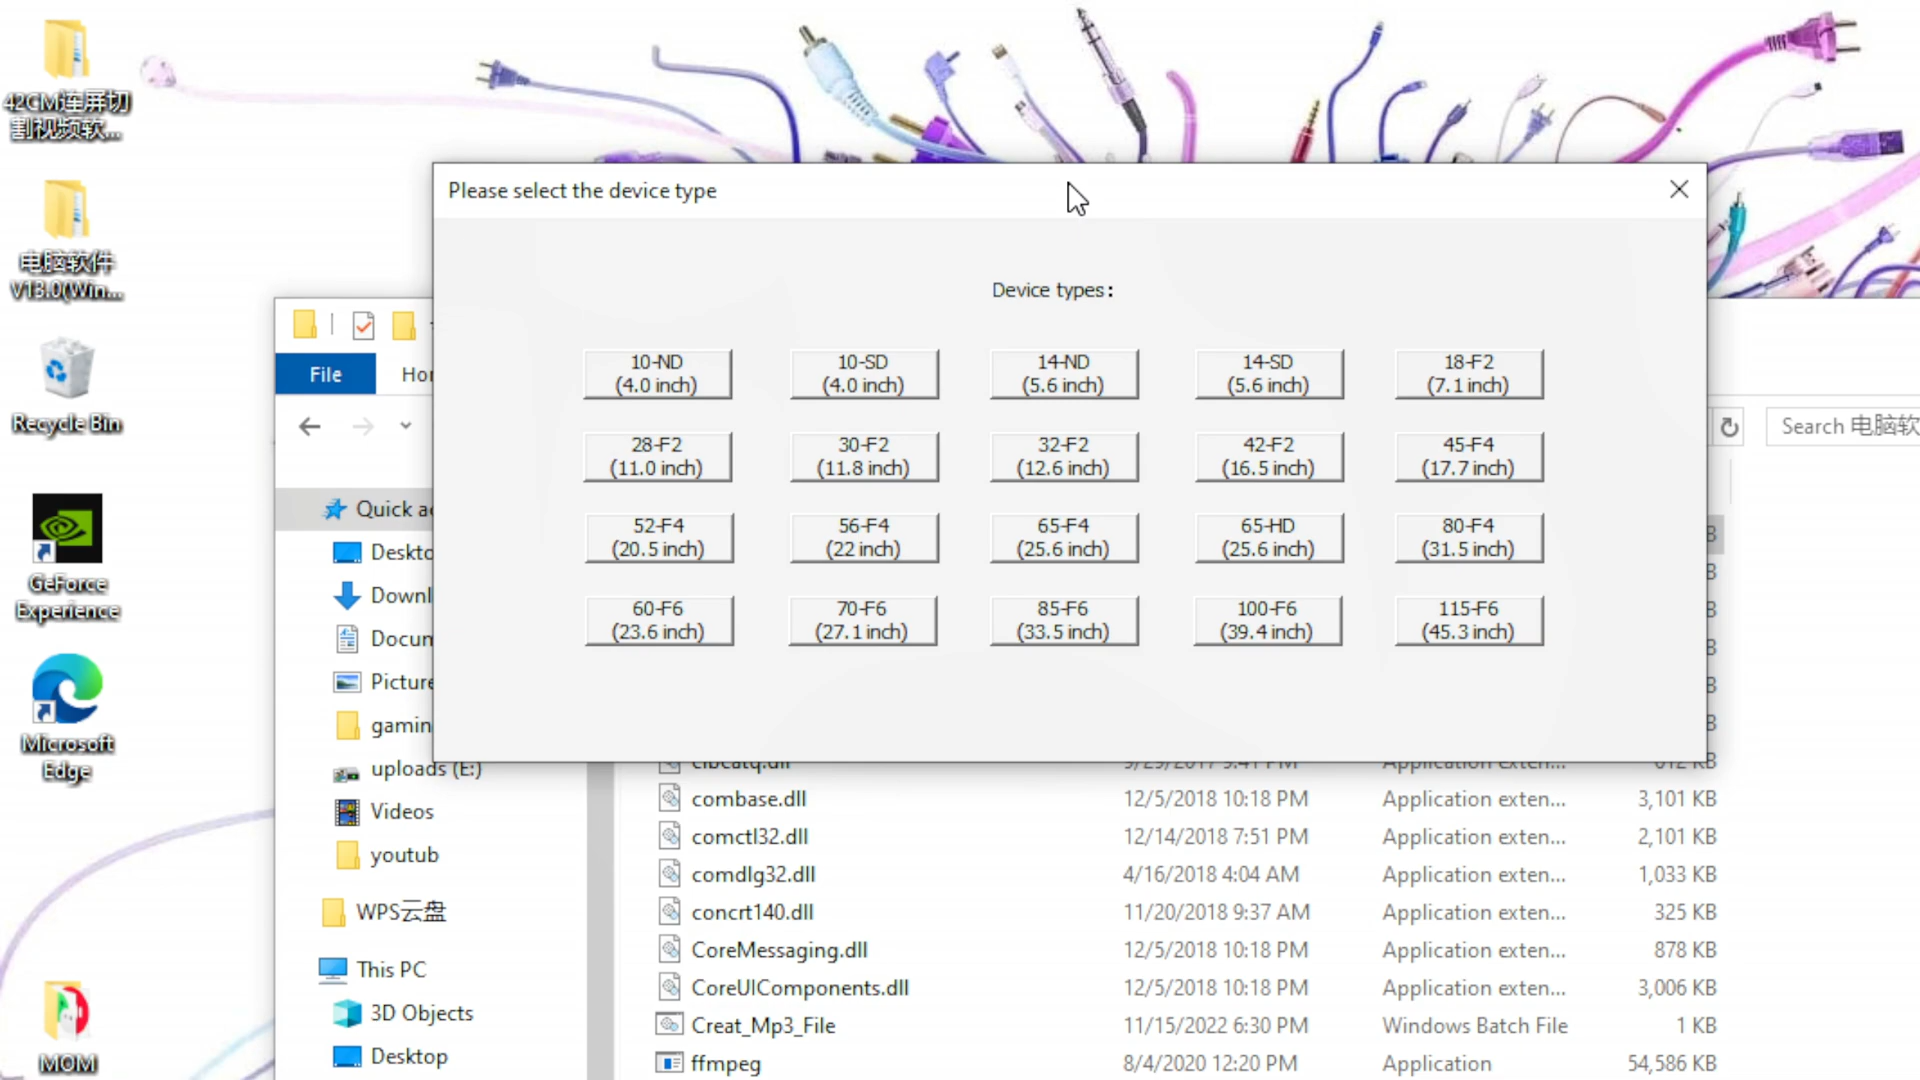 42CM连屏切
割视频软...
电脑软件
V13.0(Win...
Recycle Bin
GeForce
Experience
Microsoft
Edge
MOM
Please select the device type
Device types:
10-ND
(4.0 inch)
10-SD
(4.0 inch)
14-ND
(5.6 inch)
14-SD
(5.6 inch)
18-F2
(7.1 inch)
28-F2
(11.0 inch)
30-F2
(11.8 inch)
32-F2
(12.6 inch)
42-F2
(16.5 inch)
45-F4
(17.7 inch)
52-F4
(20.5 inch)
56-F4
(22 inch)
65-F4
(25.6 inch)
65-HD
(25.6 inch)
80-F4
(31.5 inch)
60-F6
(23.6 inch)
70-F6
(27.1 inch)
85-F6
(33.5 inch)
100-F6
(39.4 inch)
115-F6
(45.3 inch)
File
Hor
Search 电脑软
Quick ac
Deskto
Downl
Docum
Picture
gamin
uploads (E:)
Videos
youtub
WPS云盘
This PC
3D Objects
Desktop
combase.dll 12/5/2018 10:18 PM Application exten... 3,101 KB
comctl32.dll 12/14/2018 7:51 PM Application exten... 2,101 KB
comdlg32.dll 4/16/2018 4:04 AM Application exten... 1,033 KB
concrt140.dll 11/20/2018 9:37 AM Application exten... 325 KB
CoreMessaging.dll 12/5/2018 10:18 PM Application exten... 878 KB
CoreUIComponents.dll 12/5/2018 10:18 PM Application exten... 3,006 KB
Creat_Mp3_File 11/15/2022 6:30 PM Windows Batch File 1 KB
ffmpeg 8/4/2020 12:20 PM Application 54,586 KB